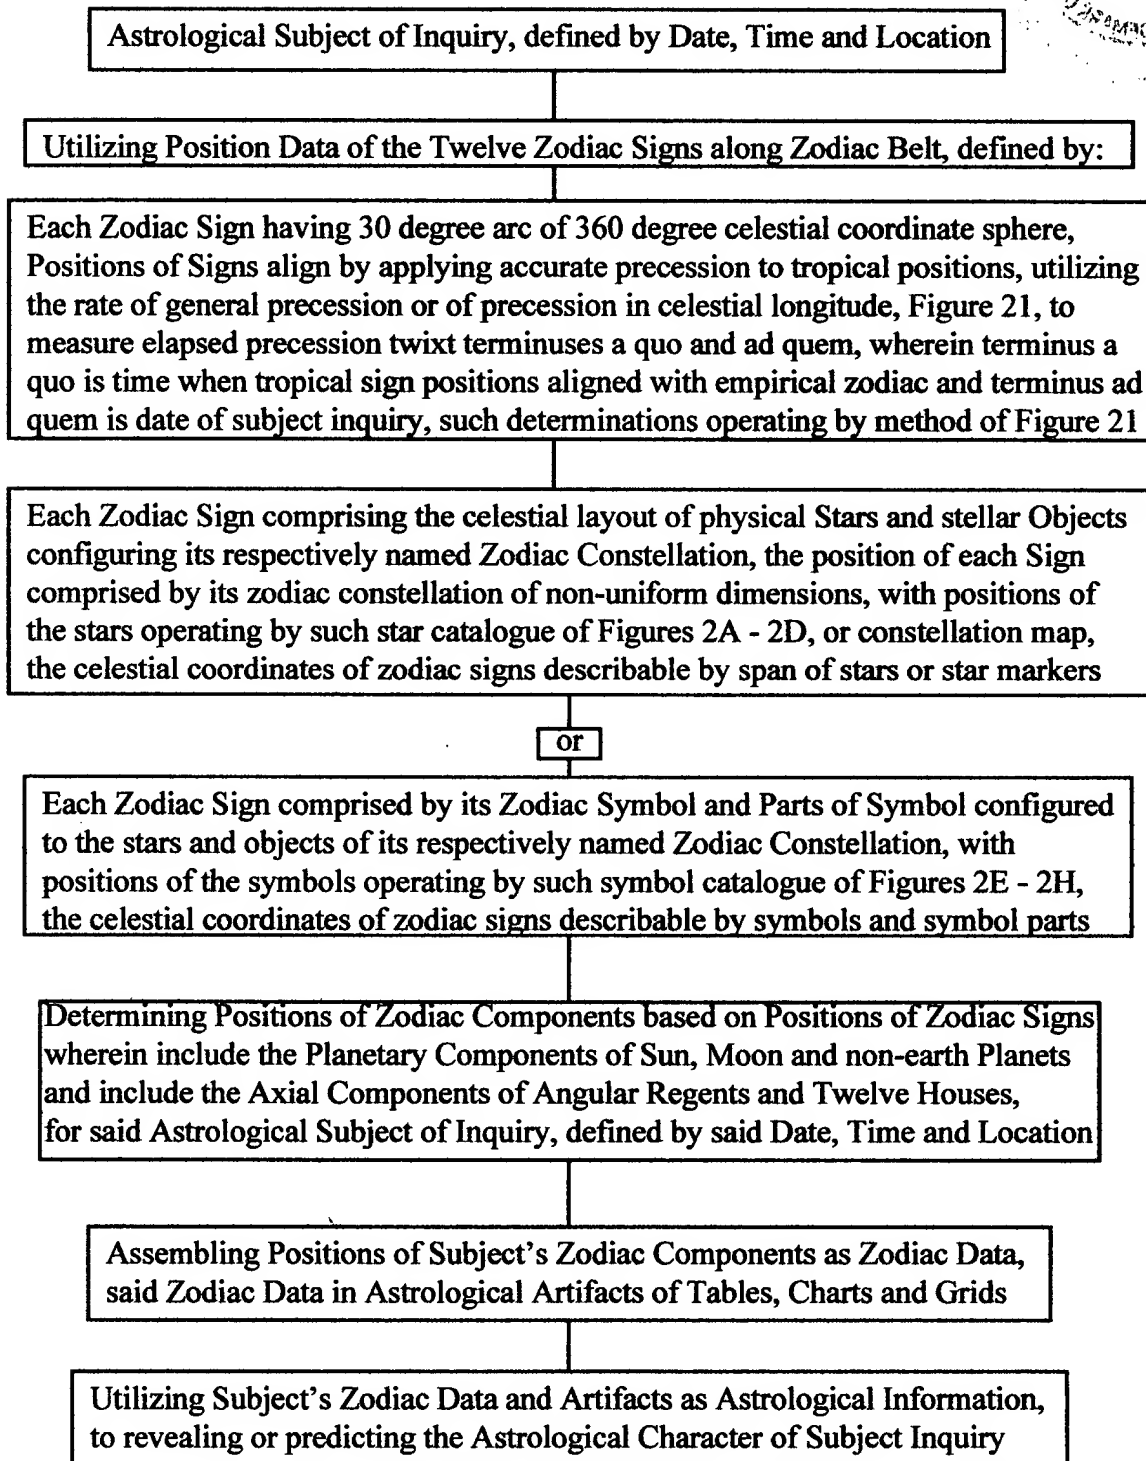 Astrological Subject of Inquiry, defined by Date, Time and Location
Utilizing Position Data of the Twelve Zodiac Signs along Zodiac Belt, defined by:
Each Zodiac Sign having 30 degree arc of 360 degree celestial coordinate sphere,
Positions of Signs align by applying accurate precession to tropical positions, utilizing
the rate of general precession or of precession in celestial longitude, Figure 21, to
measure elapsed precession twixt terminuses a quo and ad quem, wherein terminus a
quo is time when tropical sign positions aligned with empirical zodiac and terminus ad
quem is date of subject inquiry, such determinations operating by method of Figure 21
Each Zodiac Sign comprising the celestial layout of physical Stars and stellar Objects
configuring its respectively named Zodiac Constellation, the position of each Sign
comprised by its zodiac constellation of non-uniform dimensions, with positions of
the stars operating by such star catalogue of Figures 2A - 2D, or constellation map,
the celestial coordinates of zodiac signs describable by span of stars or star markers
or
Each Zodiac Sign comprised by its Zodiac Symbol and Parts of Symbol configured
to the stars and objects of its respectively named Zodiac Constellation, with
positions of the symbols operating by such symbol catalogue of Figures 2E - 2H,
the celestial coordinates of zodiac signs describable by symbols and symbol parts
Determining Positions of Zodiac Components based on Positions of Zodiac Signs
wherein include the Planetary Components of Sun, Moon and non-earth Planets
and include the Axial Components of Angular Regents and Twelve Houses,
for said Astrological Subject of Inquiry, defined by said Date, Time and Location
Assembling Positions of Subject's Zodiac Components as Zodiac Data,
said Zodiac Data in Astrological Artifacts of Tables, Charts and Grids
Utilizing Subject's Zodiac Data and Artifacts as Astrological Information,
to revealing or predicting the Astrological Character of Subject Inquiry